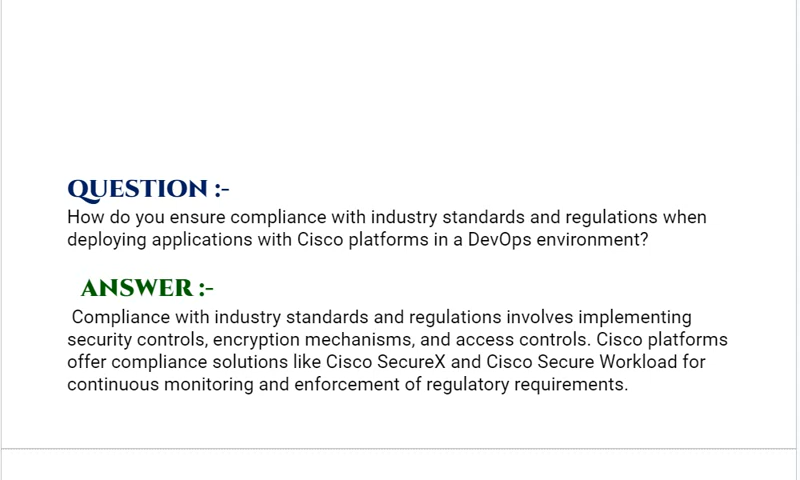 QUESTION :-
How do you ensure compliance with industry standards and regulations when
deploying applications with Cisco platforms in a DevOps environment?
ANSWER :-
Compliance with industry standards and regulations involves implementing
security controls, encryption mechanisms, and access controls. Cisco platforms
offer compliance solutions like Cisco SecureX and Cisco Secure Workload for
continuous monitoring and enforcement of regulatory requirements.